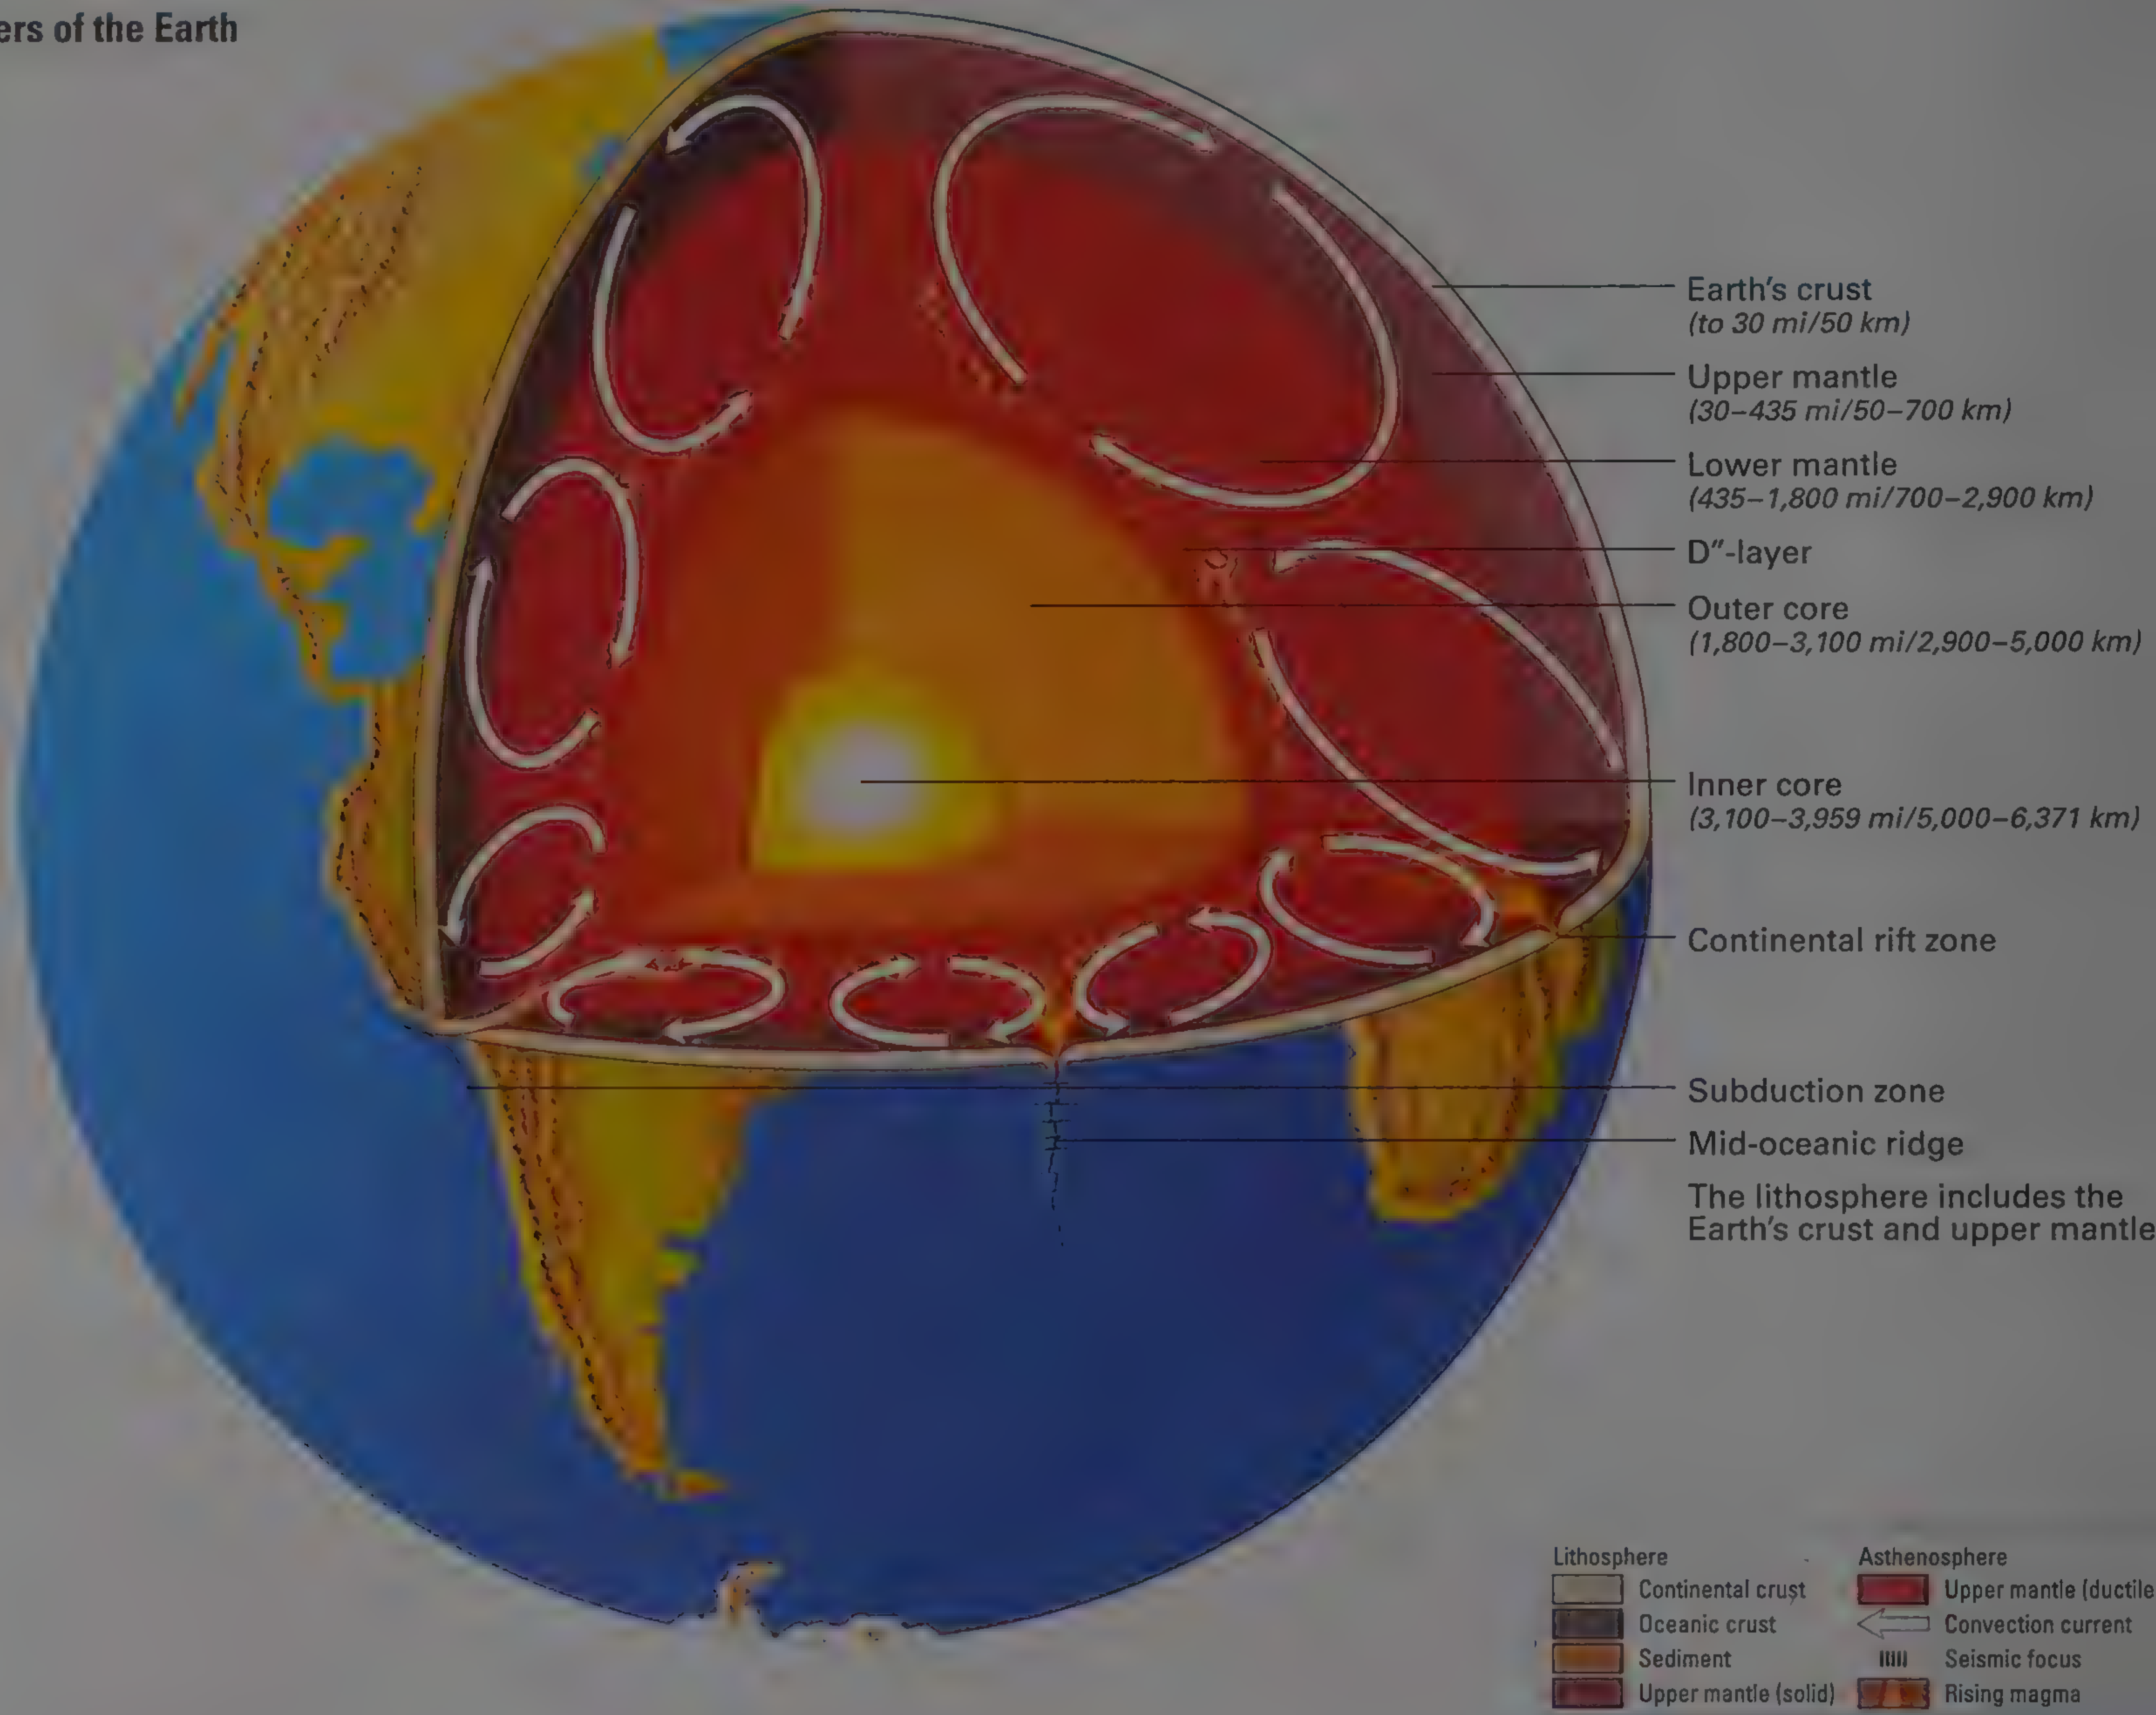 ers of the Earth
Earth's crust
(to 30 mi/50 km)
Upper mantle
(30–435 mi/50–700 km)
Lower mantle
(435–1,800 mi/700–2,900 km)
D″-layer
Outer core
(1,800–3,100 mi/2,900–5,000 km)
Inner core
(3,100–3,959 mi/5,000–6,371 km)
Continental rift zone
Subduction zone
Mid-oceanic ridge
The lithosphere includes the
Earth's crust and upper mantle
Lithosphere
Continental crust
Oceanic crust
Sediment
Upper mantle (solid)
Asthenosphere
Upper mantle (ductile
Convection current
Seismic focus
Rising magma